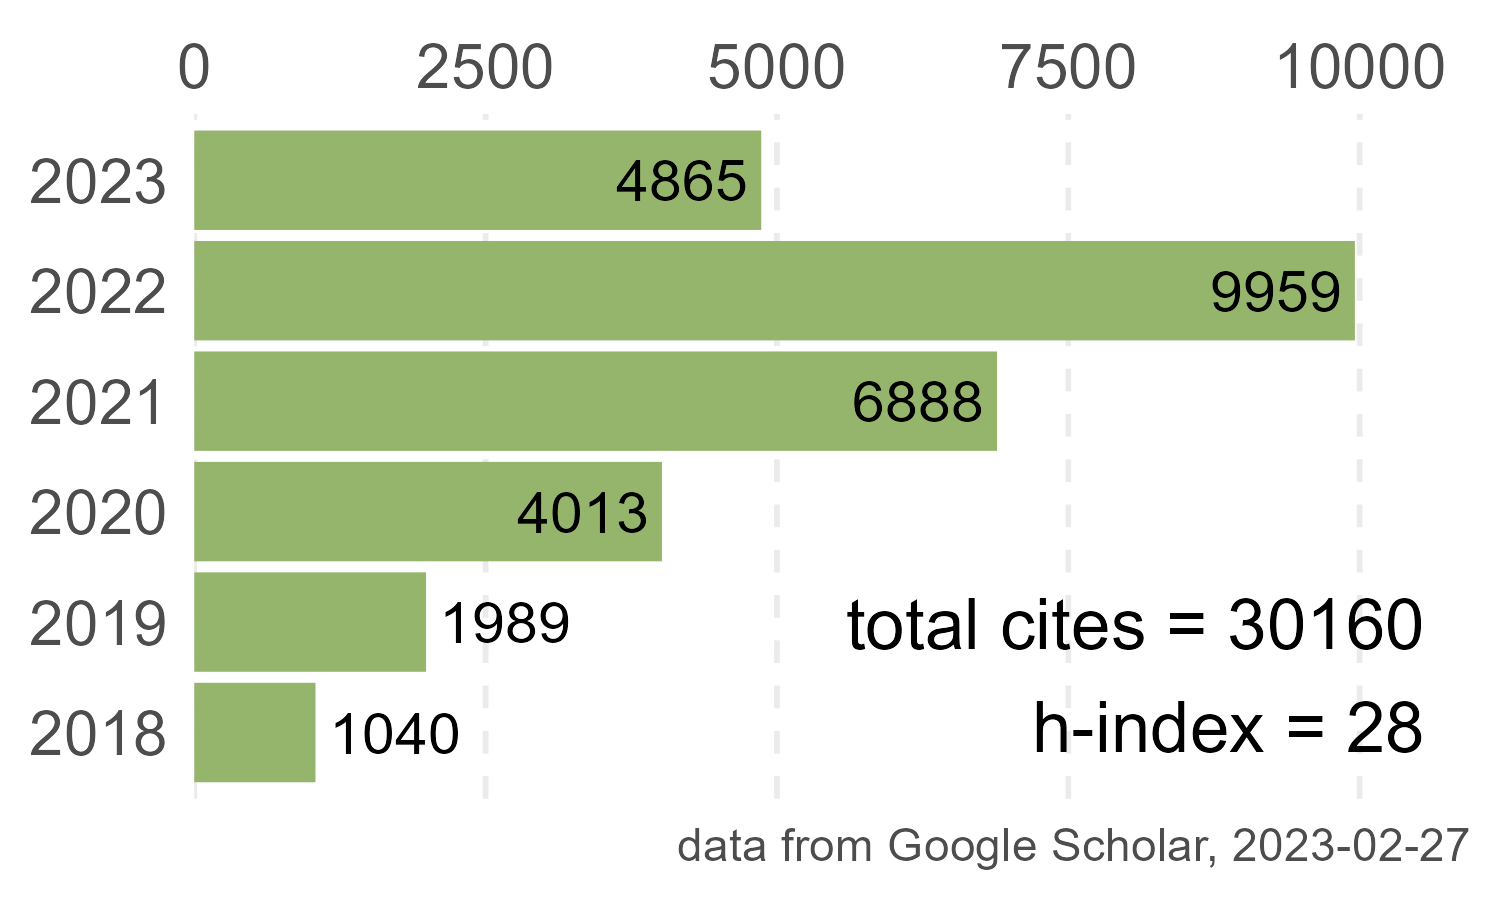 0 2500 5000 7500 10000
2023 4865
2022 9959
2021 6888
2020 4013
2019 1989 total cites = 30160
2018 1040 h-index = 28
data from Google Scholar, 2023-02-27